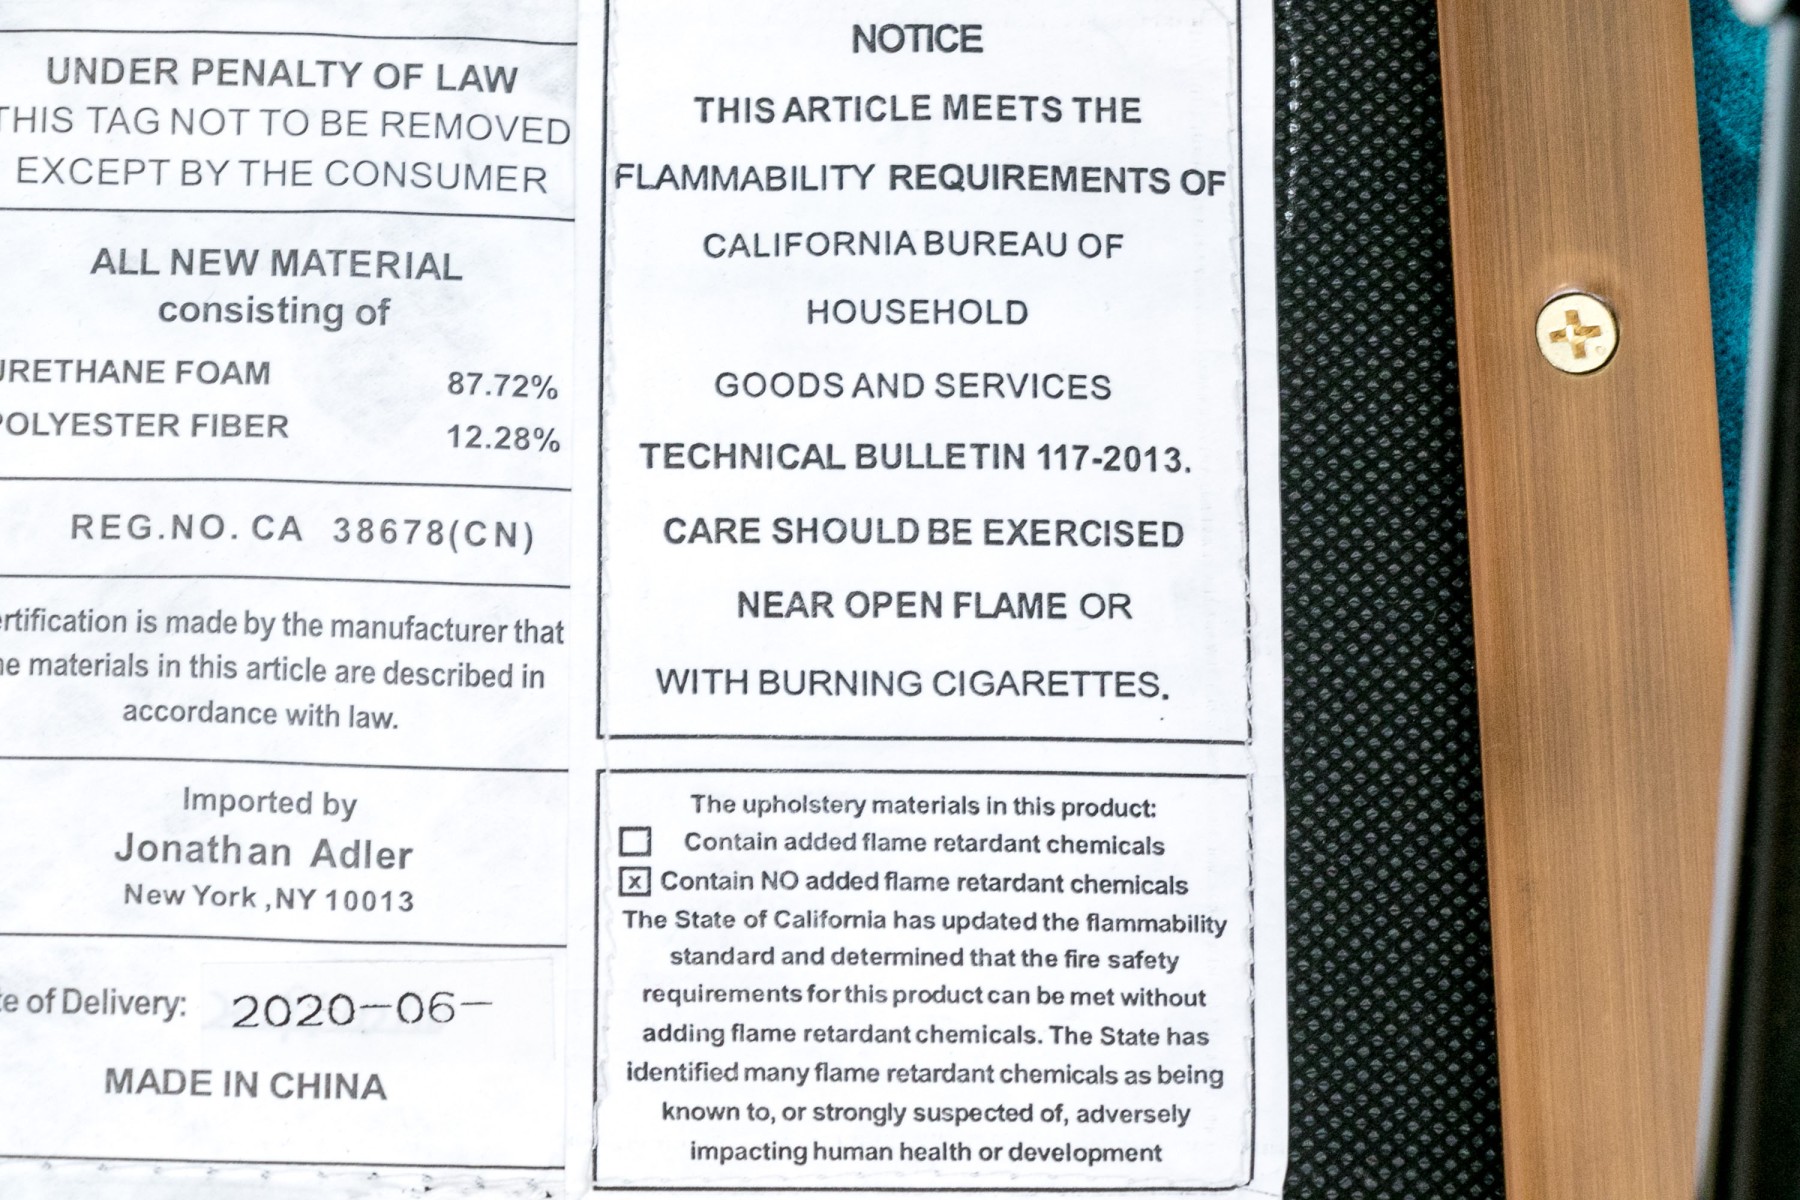 UNDER PENALTY OF LAW
THIS TAG NOT TO BE REMOVED
EXCEPT BY THE CONSUMER
ALL NEW MATERIAL
consisting of
URETHANE FOAM 87.72%
POLYESTER FIBER 12.28%
REG.NO. CA 38678(CN)
ertification is made by the manufacturer that
he materials in this article are described in
accordance with law.
Imported by
Jonathan Adler
New York ,NY 10013
te of Delivery: 2020-06-
MADE IN CHINA
NOTICE
THIS ARTICLE MEETS THE
FLAMMABILITY REQUIREMENTS OF
CALIFORNIA BUREAU OF
HOUSEHOLD
GOODS AND SERVICES
TECHNICAL BULLETIN 117-2013.
CARE SHOULD BE EXERCISED
NEAR OPEN FLAME OR
WITH BURNING CIGARETTES.
The upholstery materials in this product:
Contain added flame retardant chemicals
x Contain NO added flame retardant chemicals
The State of California has updated the flammability
standard and determined that the fire safety
requirements for this product can be met without
adding flame retardant chemicals. The State has
identified many flame retardant chemicals as being
known to, or strongly suspected of, adversely
impacting human health or development